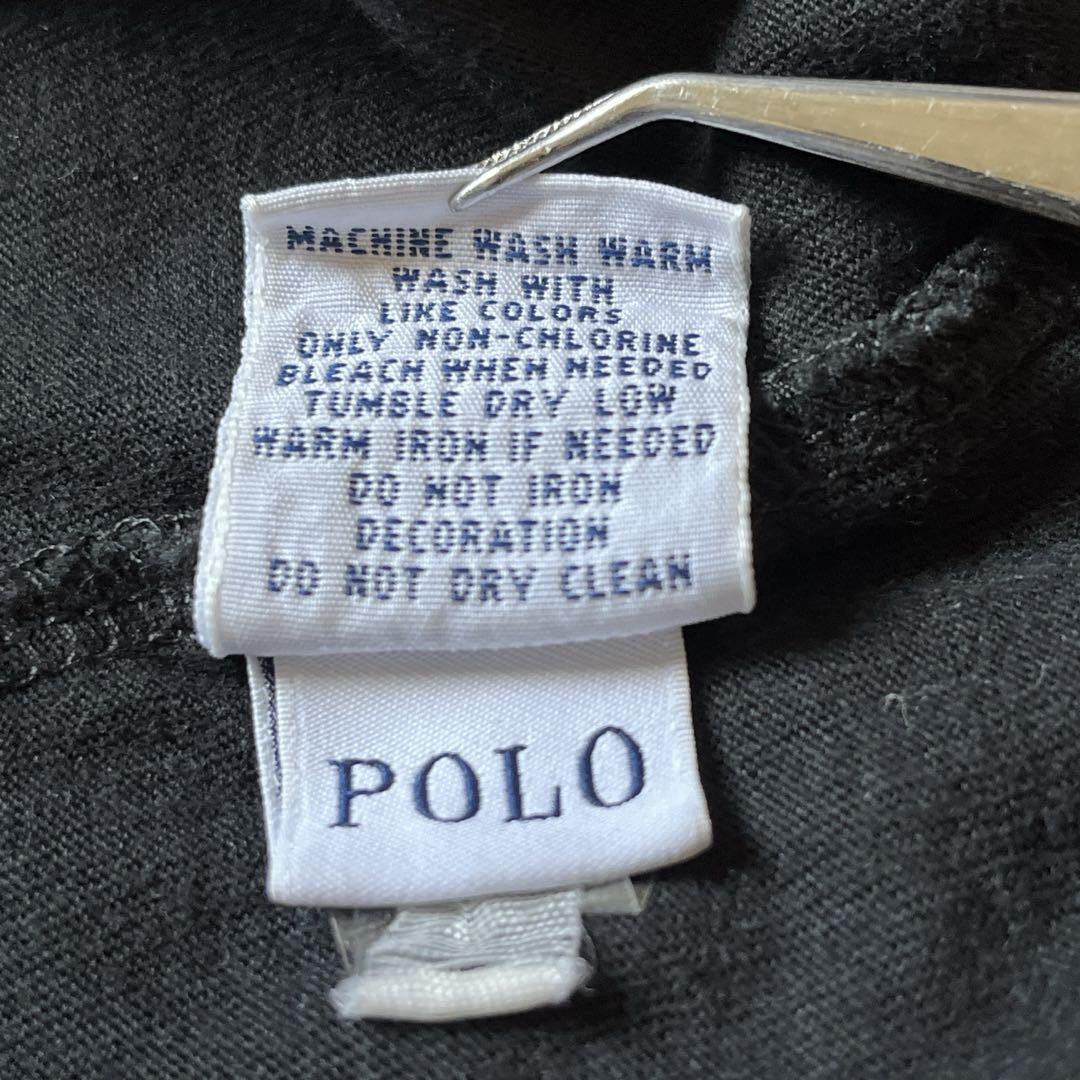 MACHINE WASH WARM
WASH WITH
LIKE COLORS
ONLY NON-CHLORINE
BLEACH WHEN NEEDED
TUMBLE DRY LOW
WARM IRON IF NEEDED
DO NOT IRON
DECORATION
DO NOT DRY CLEAN
POLO